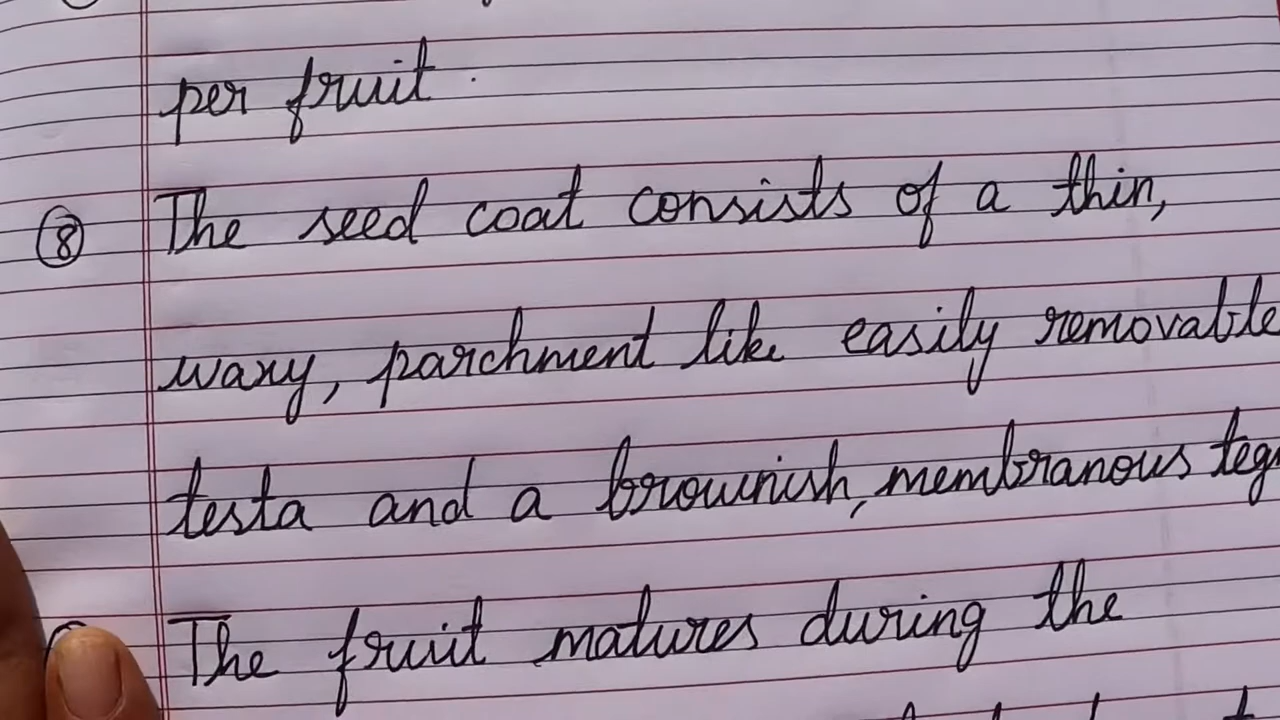 per fruit.
⑧ The seed coat consists of a thin,
waxy, parchment like easily removable
testa and a brownish, membranous
The fruit matures during the